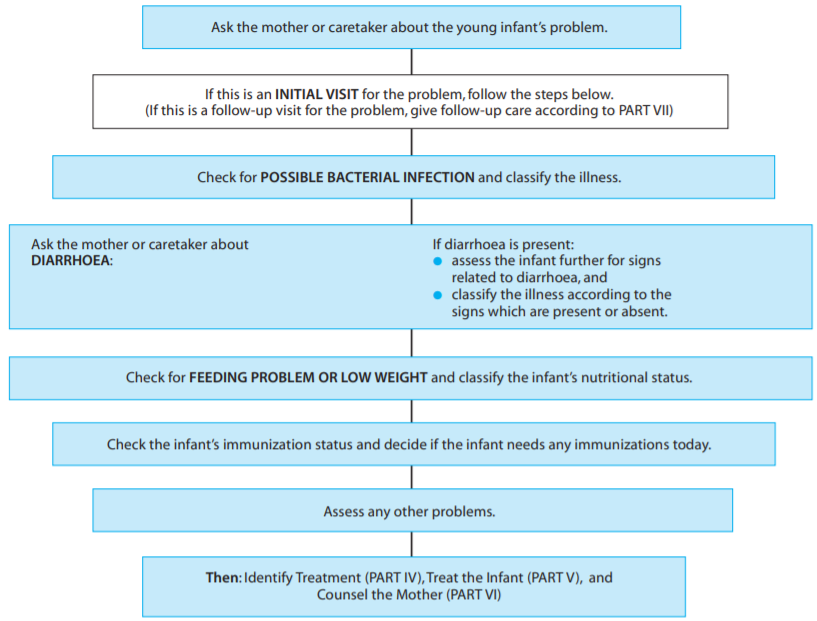 Ask the mother or caretaker about the young infant’s problem.
If this is an INITIAL VISIT for the problem, follow the steps below.
(If this is a follow-up visit for the problem, give follow-up care according to PART VII)
Check for POSSIBLE BACTERIAL INFECTION and classify the illness.
Ask the mother or caretaker about
DIARRHOEA:
If diarrhoea is present:
● assess the infant further for signs
related to diarrhoea, and
● classify the illness according to the
signs which are present or absent.
Check for FEEDING PROBLEM OR LOW WEIGHT and classify the infant’s nutritional status.
Check the infant’s immunization status and decide if the infant needs any immunizations today.
Assess any other problems.
Then: Identify Treatment (PART IV), Treat the Infant (PART V), and
Counsel the Mother (PART VI)